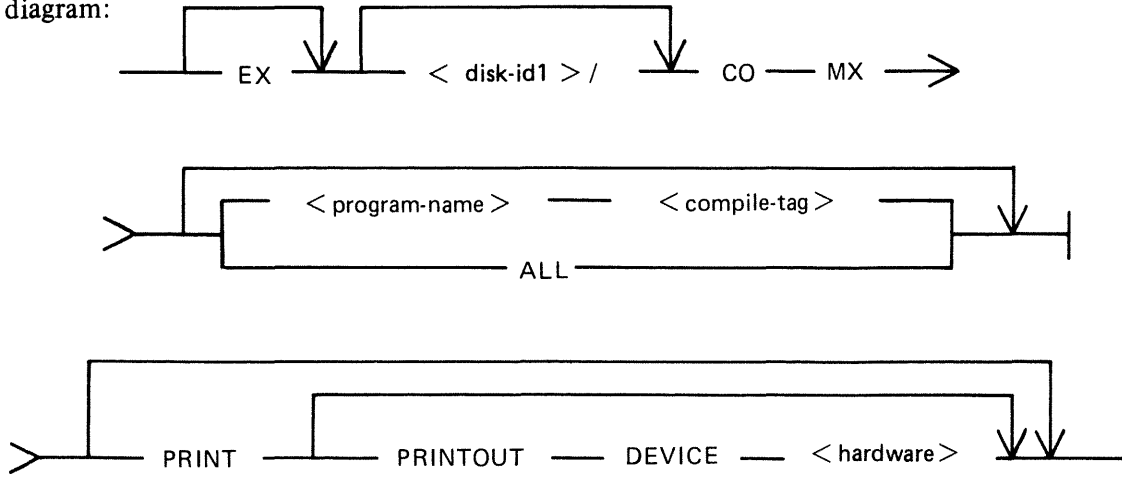 diagram:
EX < disk-id1 >/ CO MX
<program-name> <compile-tag>
ALL
PRINT PRINTOUT DEVICE <hardware>